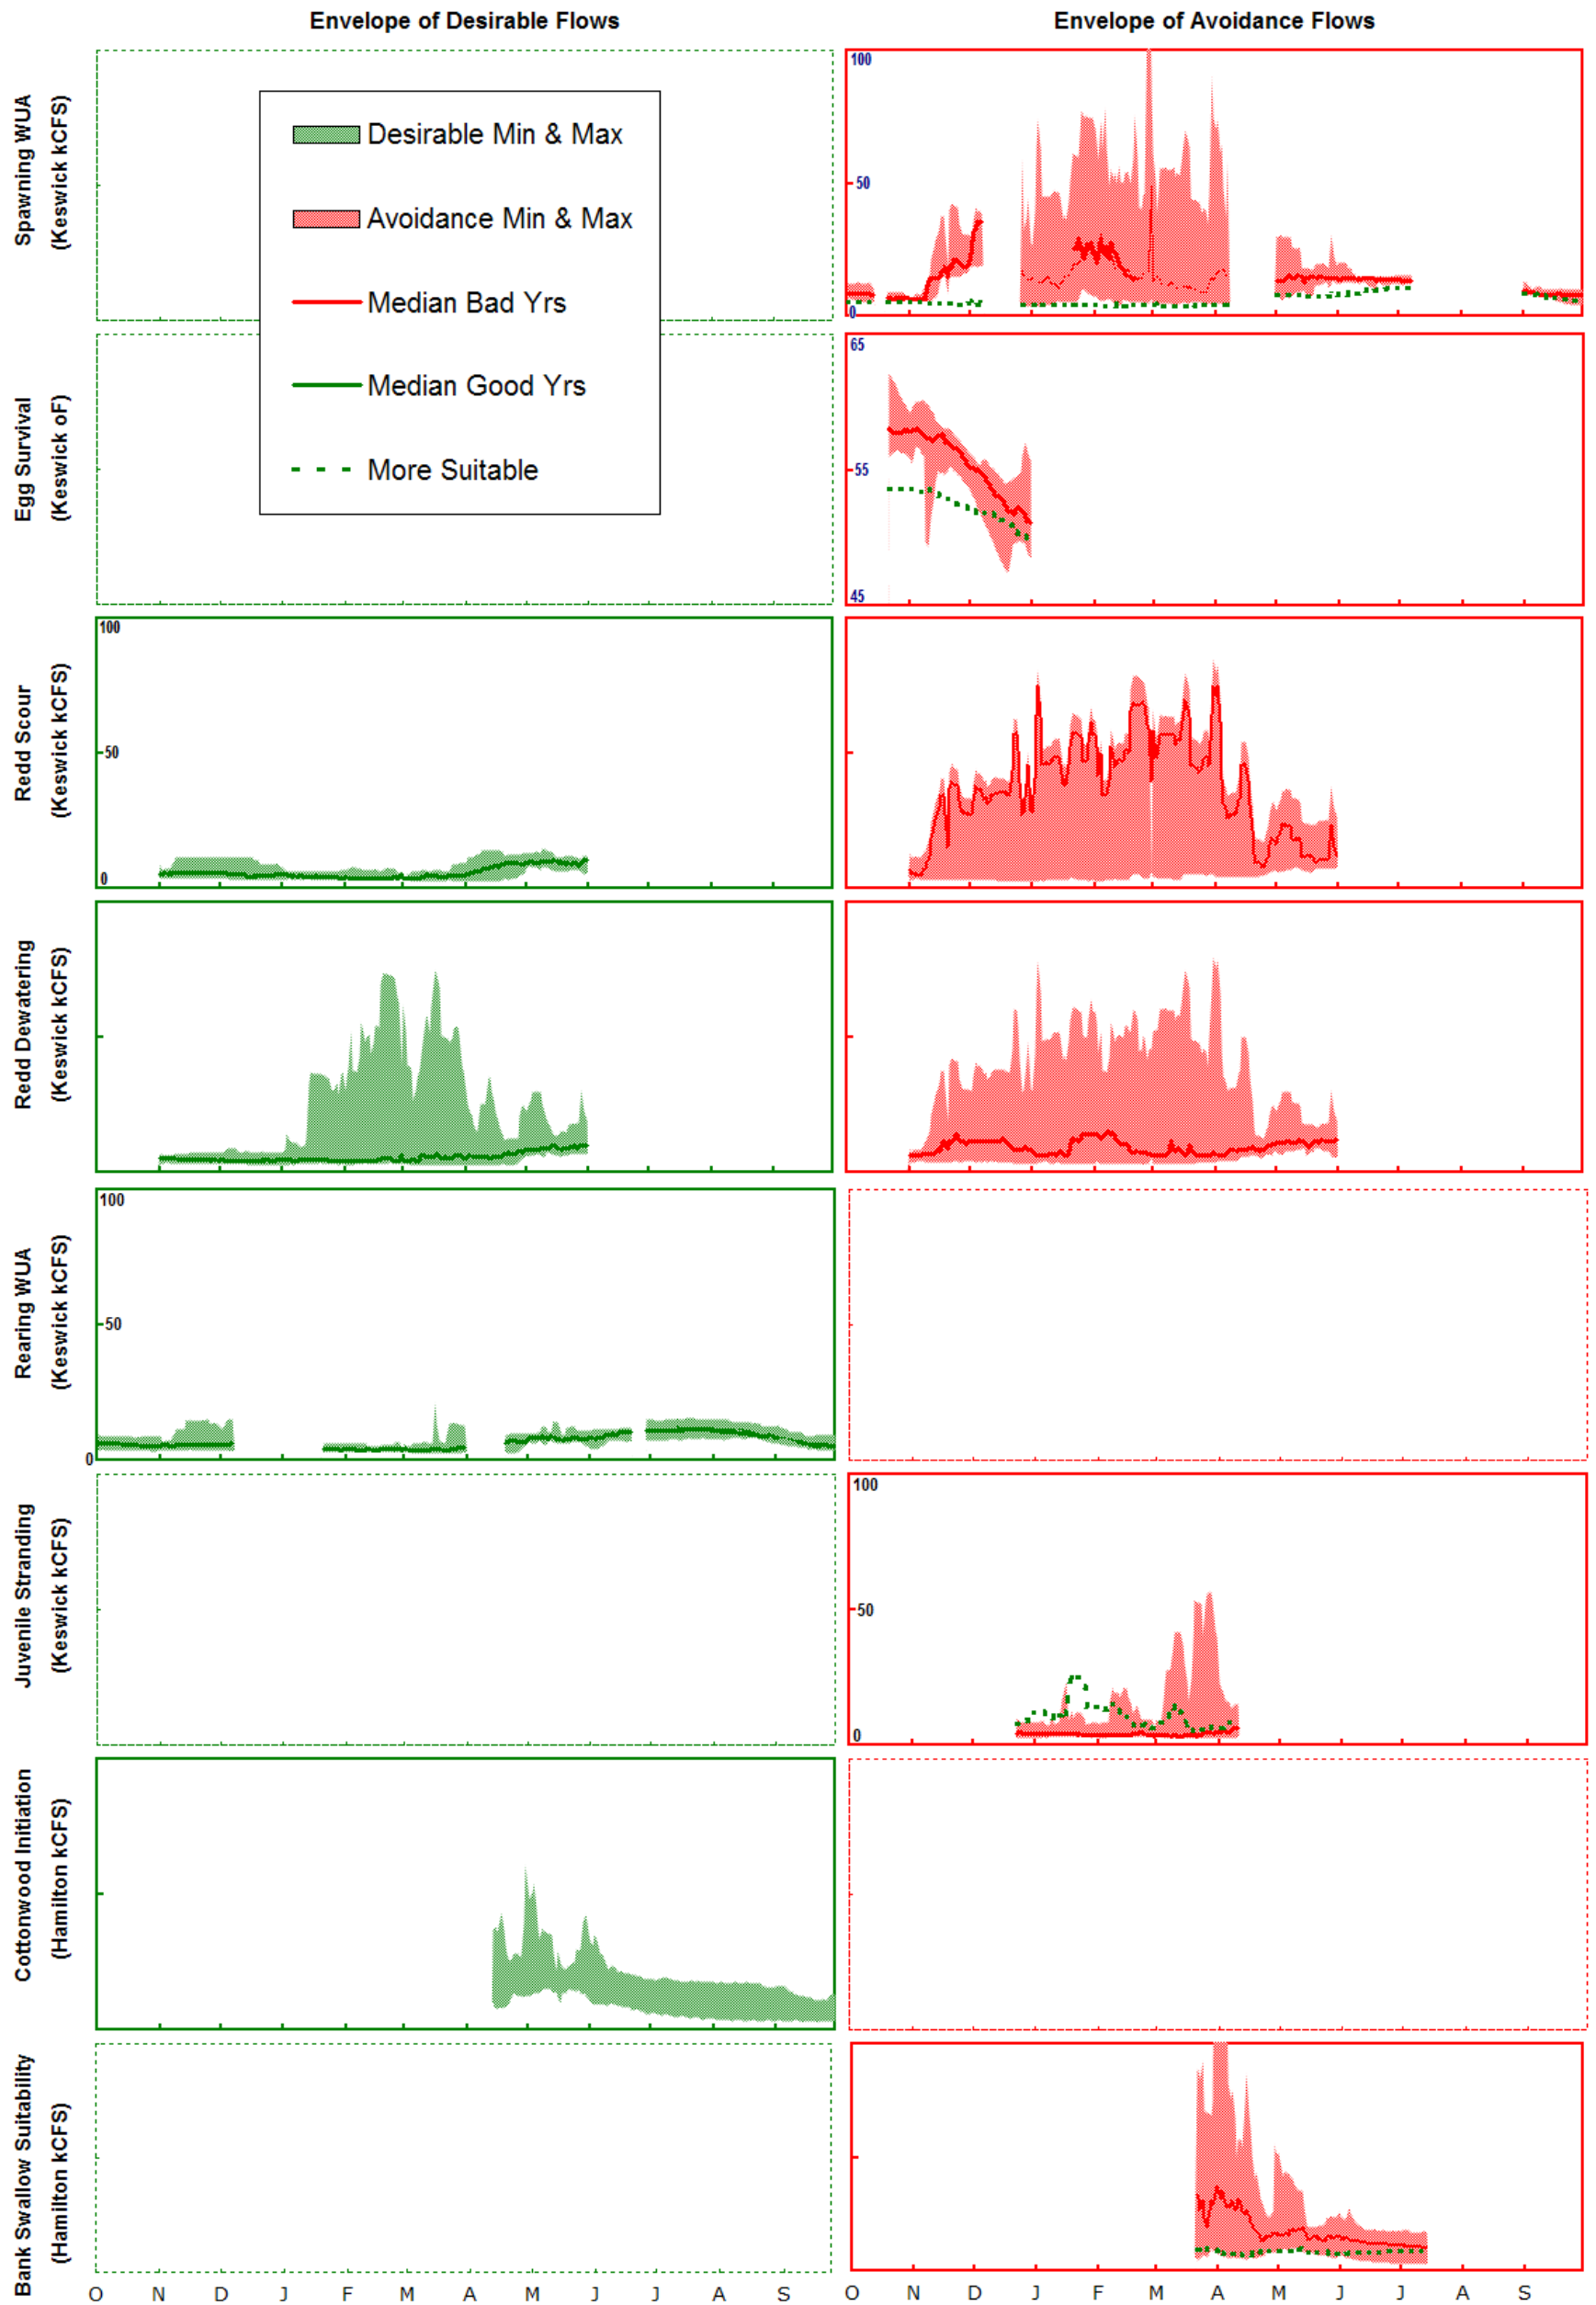 Envelope of Desirable Flows
Envelope of Avoidance Flows
Spawning WUA
(Keswick kCFS)
Desirable Min & Max
Avoidance Min & Max
Median Bad Yrs
Median Good Yrs
More Suitable
100
50
0
Egg Survival
(Keswick oF)
65
55
45
Redd Scour
(Keswick kCFS)
100
50
0
Redd Dewatering
(Keswick kCFS)
Rearing WUA
(Keswick kCFS)
100
50
0
Juvenile Stranding
(Keswick kCFS)
100
50
0
Cottonwood Initiation
(Hamilton kCFS)
Bank Swallow Suitability
(Hamilton kCFS)
O N D J F M A M J J A S
O N D J F M A M J J A S